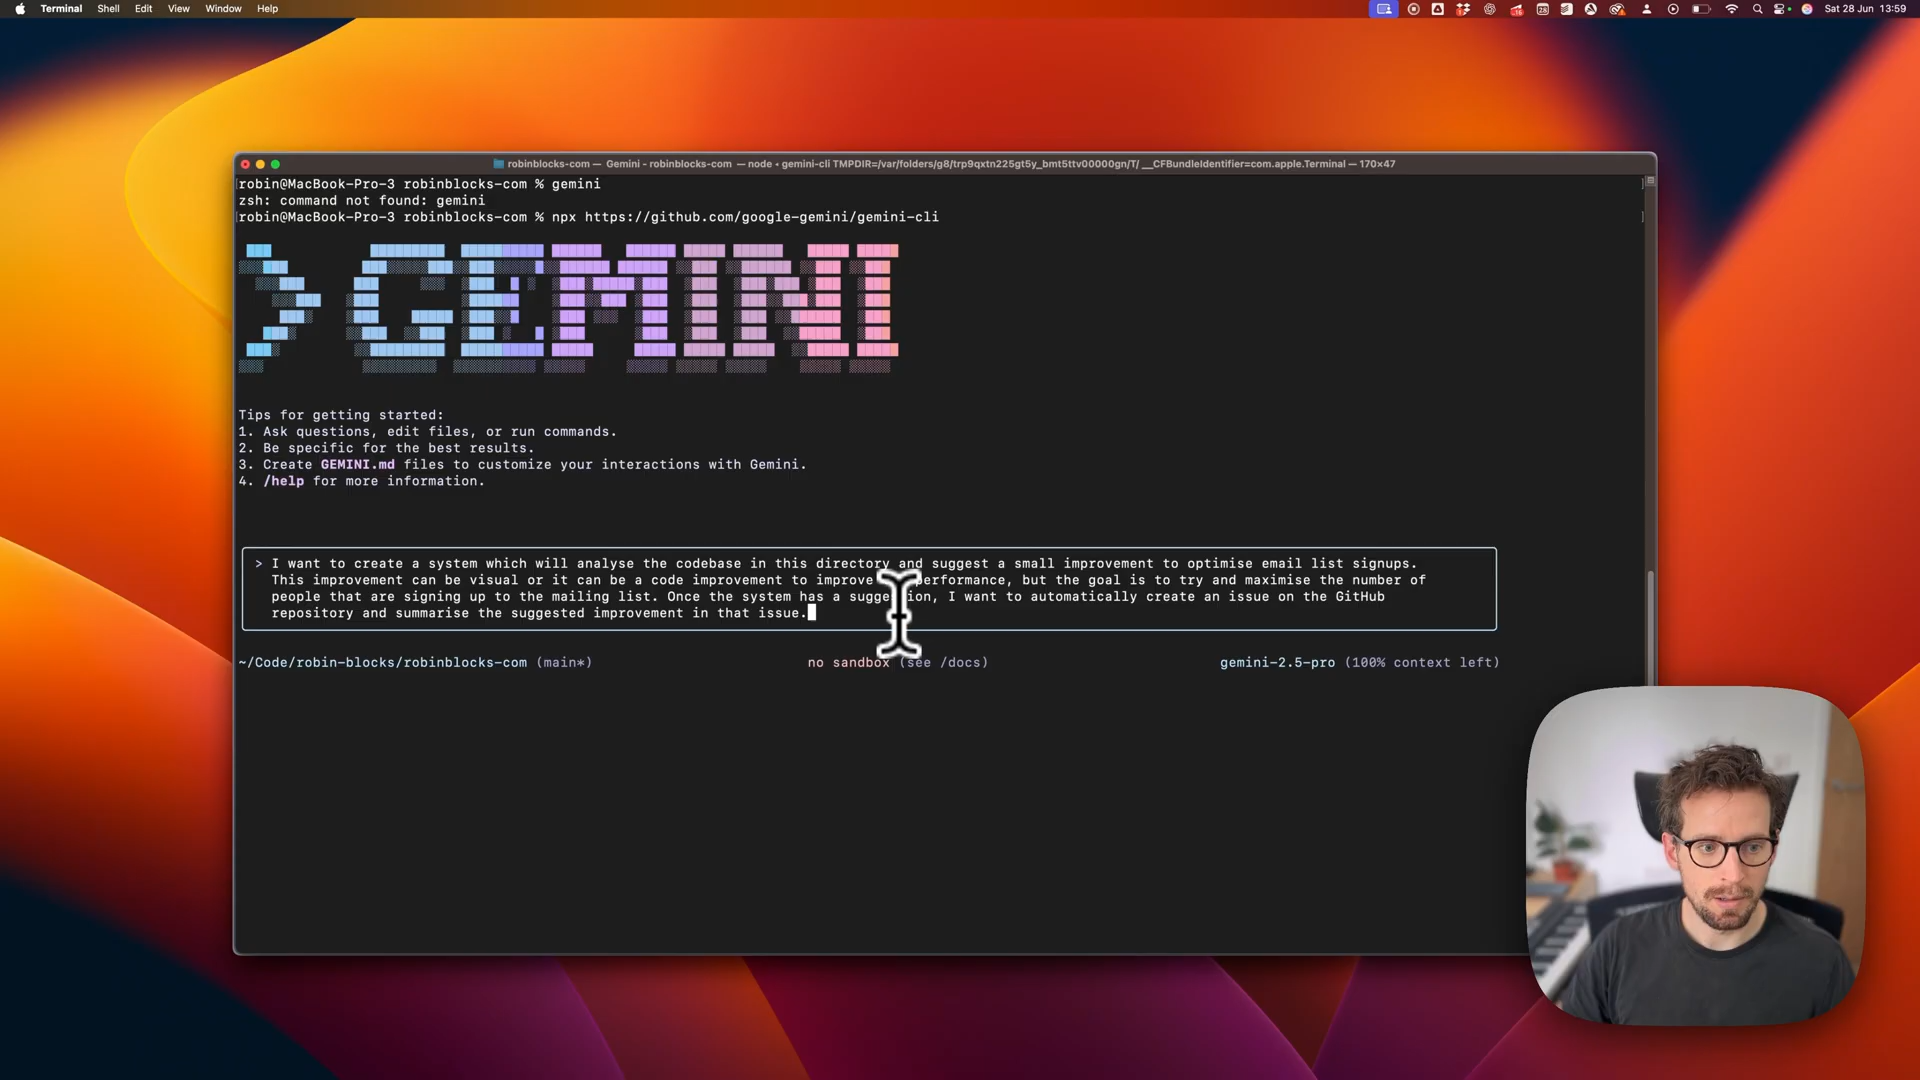 Terminal Shell Edit View Window Help Sat 28 Jun 13:59
robinblocks-com — Gemini - robinblocks-com — node • gemini-cli TMPDIR=/var/folders/g8/trp9qxtn225gt5y_bmt5ttv00000gn/T/ __CFBundleIdentifier=com.apple.Terminal — 170×47
robin@MacBook-Pro-3 robinblocks-com % gemini
zsh: command not found: gemini
robin@MacBook-Pro-3 robinblocks-com % npx https://github.com/google-gemini/gemini-cli
> GEMINI
Tips for getting started:
1. Ask questions, edit files, or run commands.
2. Be specific for the best results.
3. Create GEMINI.md files to customize your interactions with Gemini.
4. /help for more information.
> I want to create a system which will analyse the codebase in this directory and suggest a small improvement to optimise email list signups.
This improvement can be visual or it can be a code improvement to improve performance, but the goal is to try and maximise the number of
people that are signing up to the mailing list. Once the system has a suggestion, I want to automatically create an issue on the GitHub
repository and summarise the suggested improvement in that issue.
~/Code/robin-blocks/robinblocks-com (main*) no sandbox (see /docs) gemini-2.5-pro (100% context left)